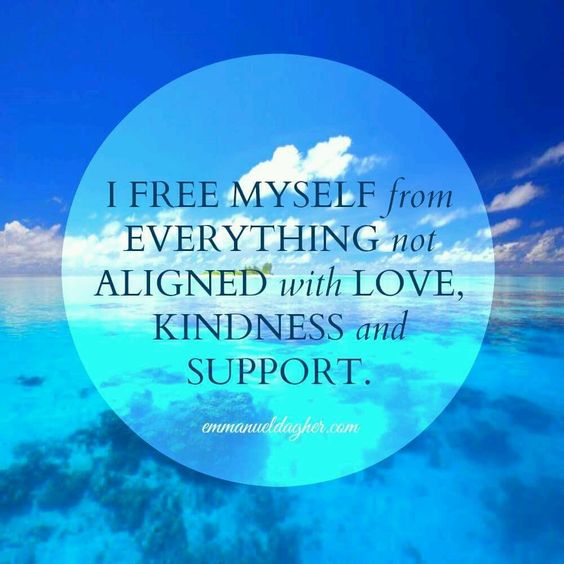 I FREE MYSELF from
EVERYTHING not
ALIGNED with LOVE,
KINDNESS and
SUPPORT.
emmanueldagher.com